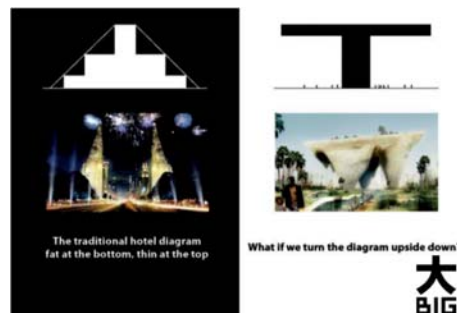 The traditional hotel diagram
fat at the bottom, thin at the top
What if we turn the diagram upside down?
大
BIG